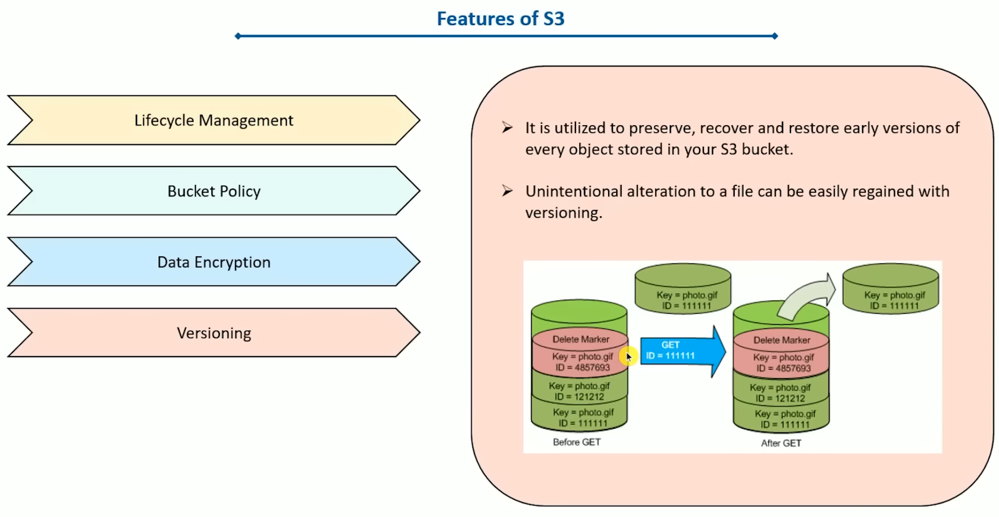 Features of S3
Lifecycle Management
Bucket Policy
Data Encryption
Versioning
It is utilized to preserve, recover and restore early versions of
every object stored in your S3 bucket.
Unintentional alteration to a file can be easily regained with
versioning.
Key = photo.gif
ID = 111111
Key = photo.gif
ID = 111111
Delete Marker
Key = photo.gif
ID = 4857693
Key = photo.gif
ID = 121212
Key = photo.gif
ID = 111111
Before GET
GET
ID = 111111
Delete Marker
Key = photo.gif
ID = 4857693
Key = photo.gif
ID = 121212
Key = photo.gif
ID = 111111
After GET